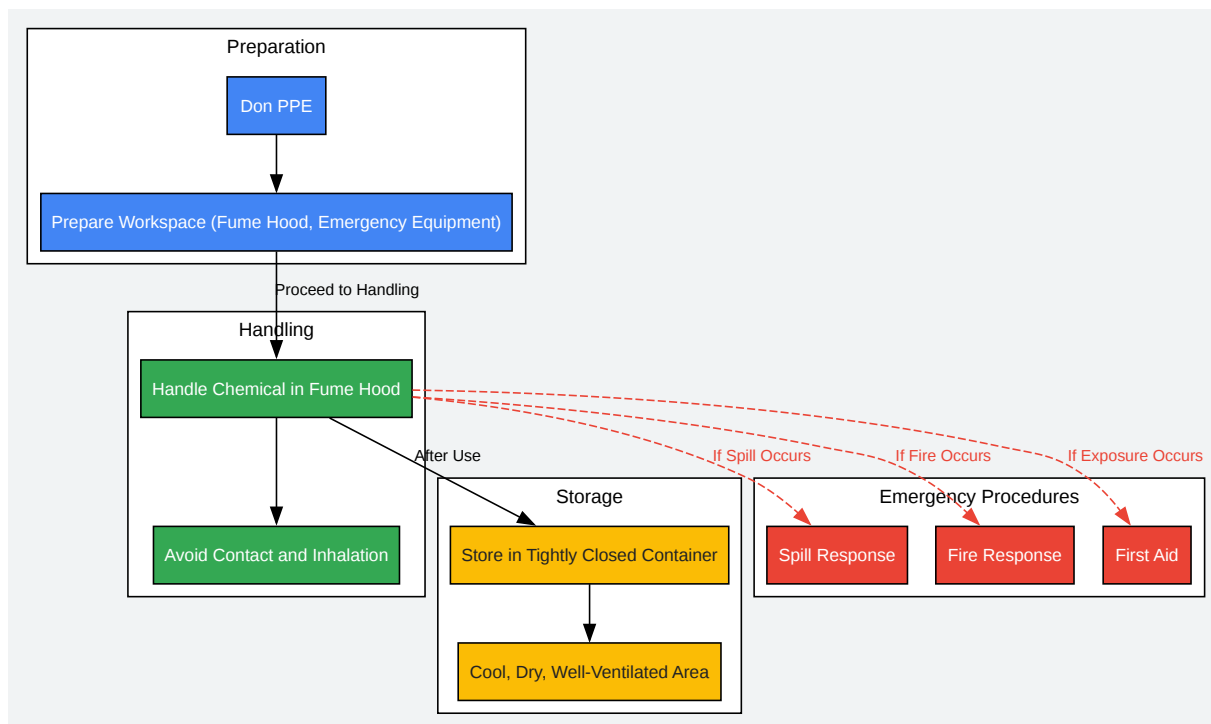 Preparation
Don PPE
Prepare Workspace (Fume Hood, Emergency Equipment)
Proceed to Handling
Handling
Handle Chemical in Fume Hood
After Use
If Spill Occurs
If Fire Occurs
If Exposure Occurs
Avoid Contact and Inhalation
Storage
Store in Tightly Closed Container
Cool, Dry, Well-Ventilated Area
Emergency Procedures
Spill Response
Fire Response
First Aid